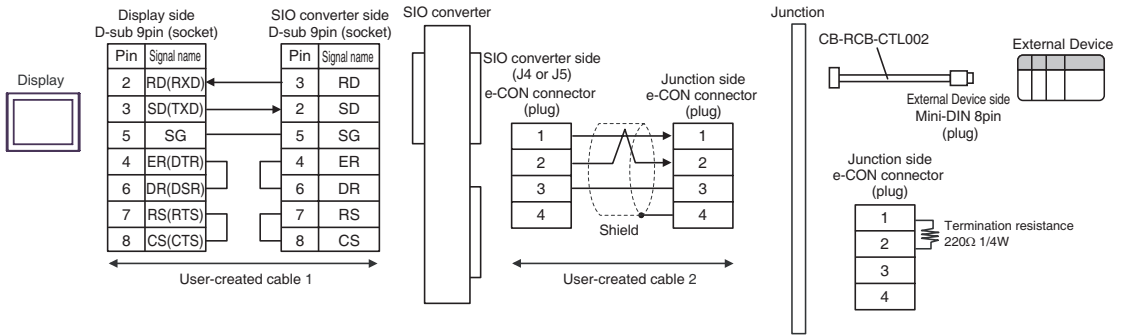 Display
Display side
D-sub 9pin (socket)
Pin Signal name
2 RD(RXD)
3 SD(TXD)
5 SG
4 ER(DTR)
6 DR(DSR)
7 RS(RTS)
8 CS(CTS)
SIO converter side
D-sub 9pin (socket)
Pin Signal name
3 RD
2 SD
5 SG
4 ER
6 DR
7 RS
8 CS
User-created cable 1
SIO converter
SIO converter side
(J4 or J5)
e-CON connector
(plug)
1
2
3
4
Shield
Junction side
e-CON connector
(plug)
1
2
3
4
User-created cable 2
Junction
CB-RCB-CTL002
External Device side
Mini-DIN 8pin
(plug)
External Device
Junction side
e-CON connector
(plug)
1
2
3
4
Termination resistance
220Ω 1/4W